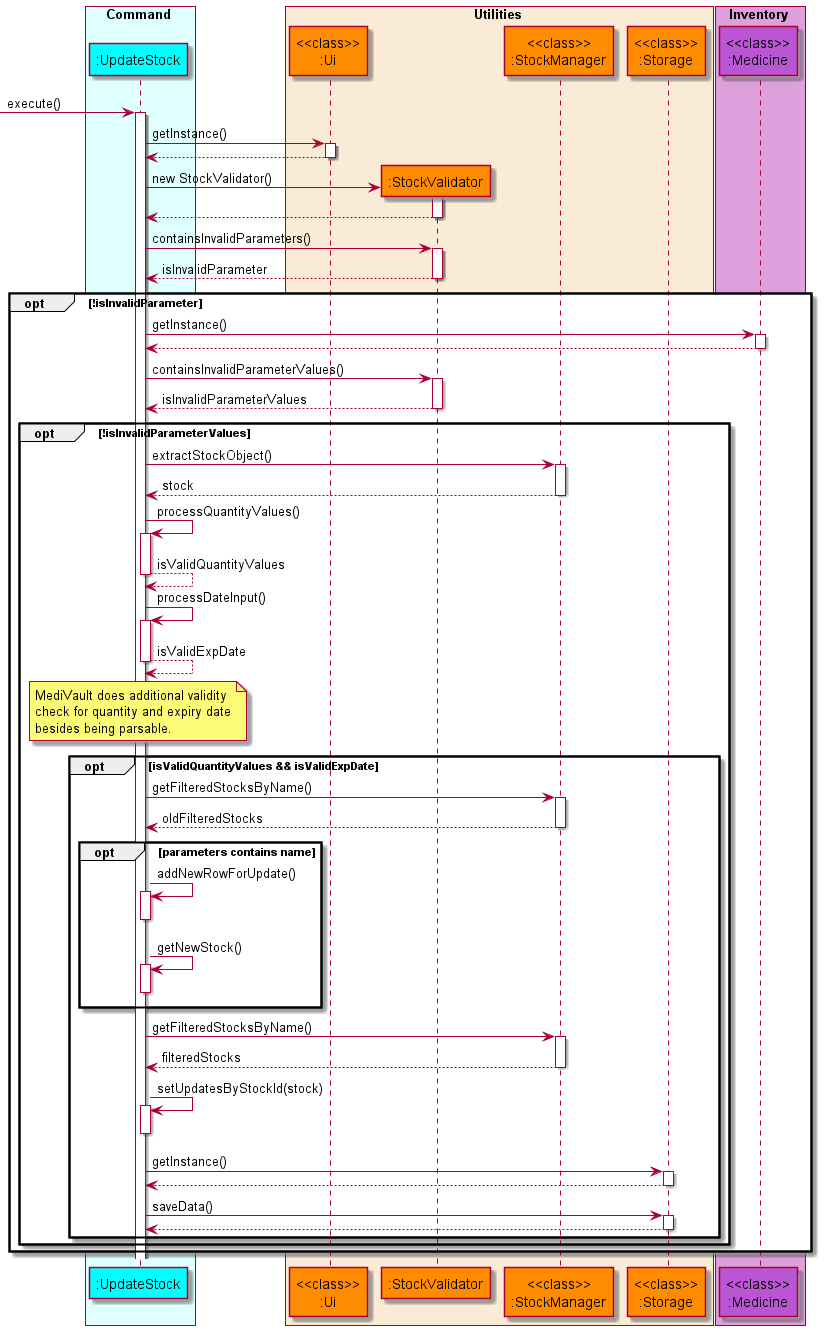 Command
Utilities
Inventory
:UpdateStock
<<class>>
:Ui
<<class>>
:StockManager
<<class>>
:Storage
<<class>>
:Medicine
execute()
getInstance()
new StockValidator()
:StockValidator
containsInvalidParameters()
isInvalidParameter
opt
[!isInvalidParameter]
getInstance()
containsInvalidParameterValues()
isInvalidParameterValues
opt
[!isInvalidParameterValues]
extractStockObject()
stock
processQuantityValues()
isValidQuantityValues
processDateInput()
isValidExpDate
MediVault does additional validity
check for quantity and expiry date
besides being parsable.
opt
[isValidQuantityValues && isValidExpDate]
getFilteredStocksByName()
oldFilteredStocks
opt
[parameters contains name]
addNewRowForUpdate()
getNewStock()
getFilteredStocksByName()
filteredStocks
setUpdatesByStockId(stock)
getInstance()
saveData()
:UpdateStock
<<class>>
:Ui
:StockValidator
<<class>>
:StockManager
<<class>>
:Storage
<<class>>
:Medicine